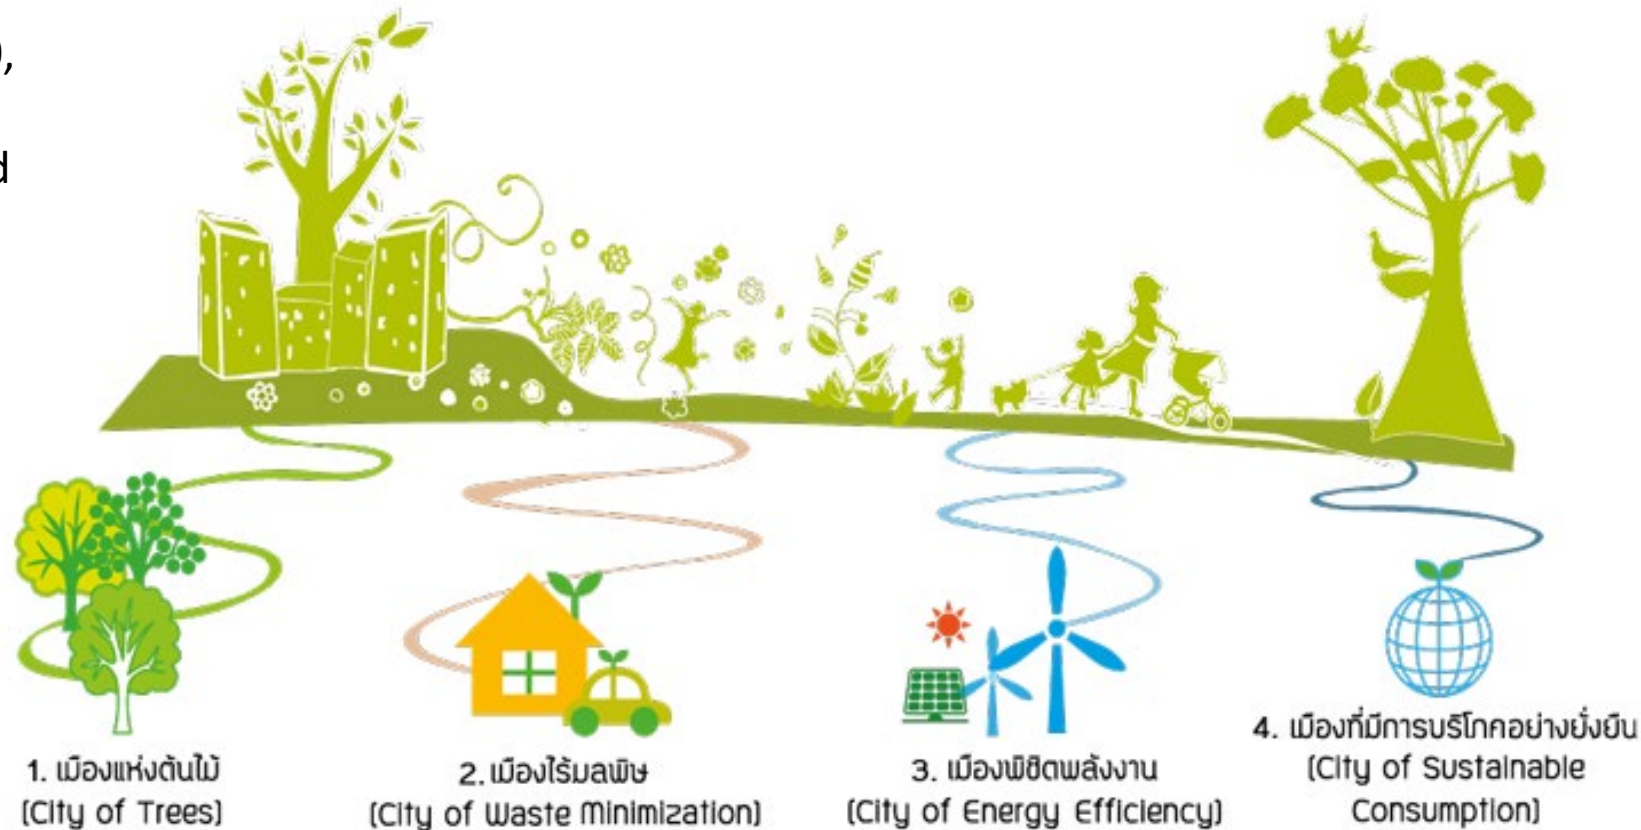 ),
d
1. เมืองแห่งต้นไม้
(City of Trees)
2. เมืองไร้มลพิษ
(City of Waste Minimization)
3. เมืองพิชิตพลังงาน
(City of Energy Efficiency)
4. เมืองที่มีการบริโภคอย่างยั่งยืน
(City of Sustainable
Consumption)